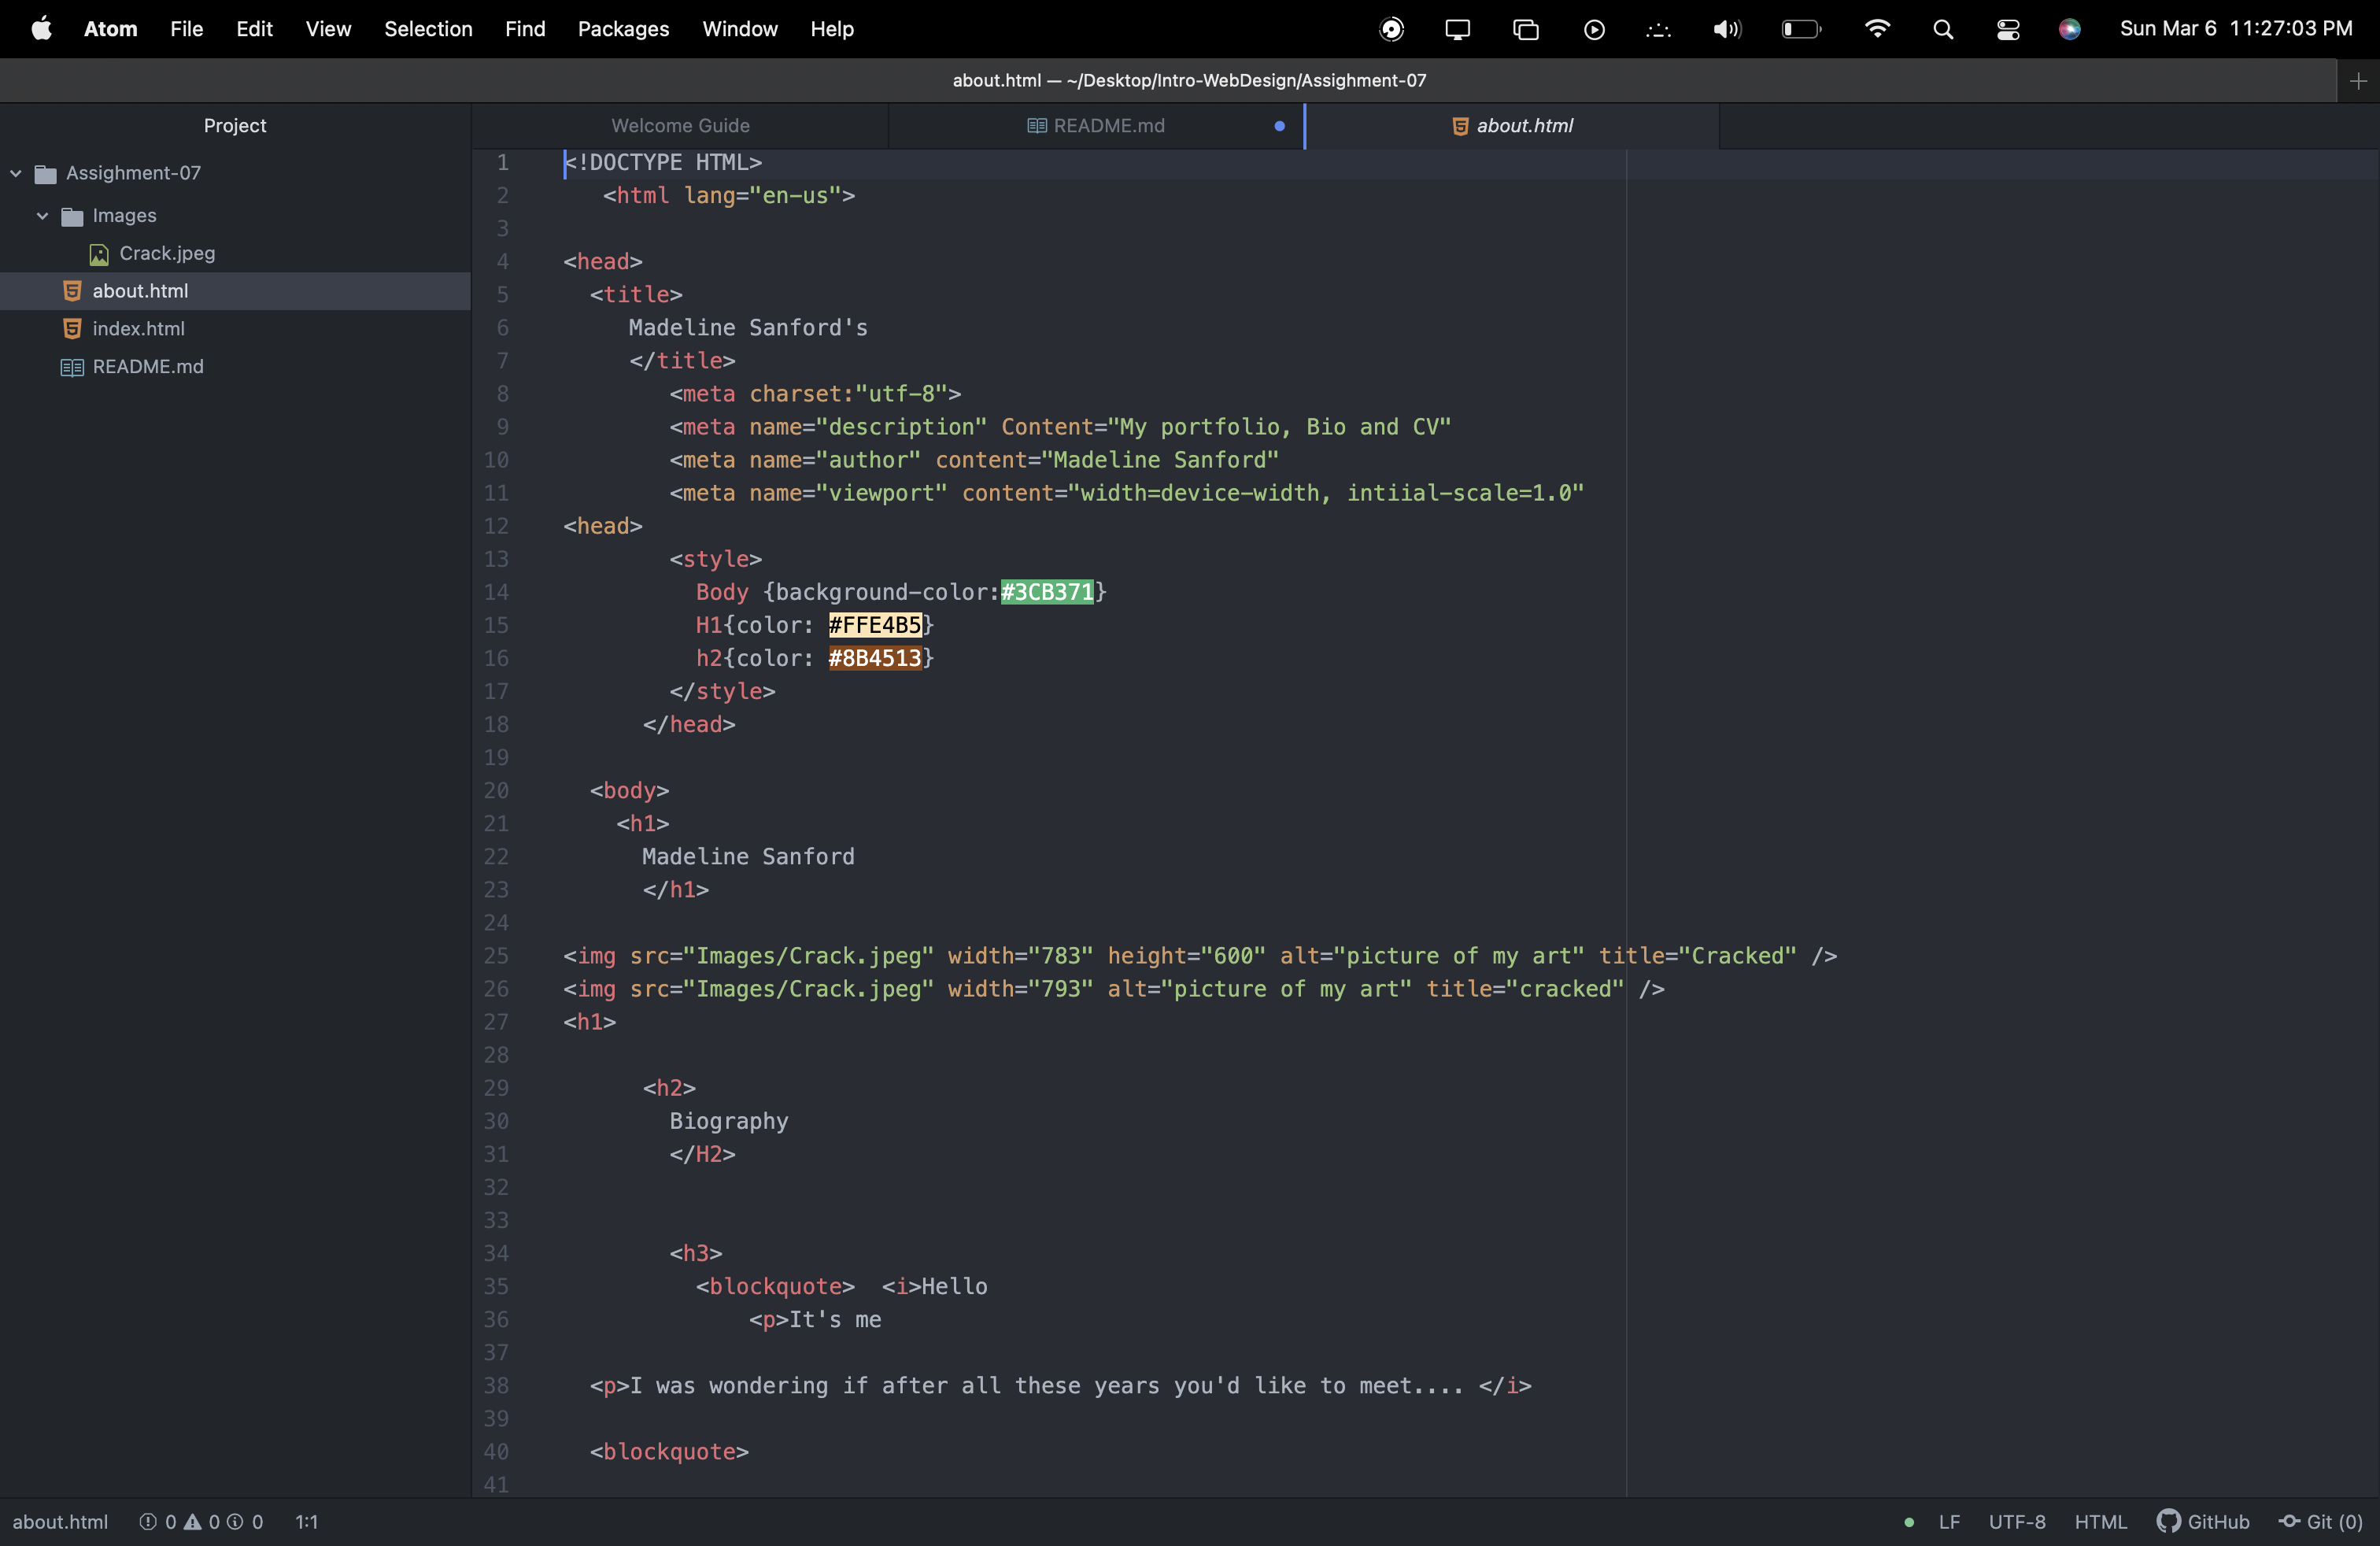 Atom File Edit View Selection Find Packages Window Help Sun Mar 6 11:27:03 PM
about.html — ~/Desktop/Intro-WebDesign/Assighment-07
Project
Assighment-07
Images
Crack.jpeg
about.html
index.html
README.md
Welcome Guide README.md about.html
1 <!DOCTYPE HTML>
2 <html lang="en-us">
3
4 <head>
5 <title>
6 Madeline Sanford's
7 </title>
8 <meta charset:"utf-8">
9 <meta name="description" Content="My portfolio, Bio and CV"
10 <meta name="author" content="Madeline Sanford"
11 <meta name="viewport" content="width=device-width, intiial-scale=1.0"
12 <head>
13 <style>
14 Body {background-color:#3CB371}
15 H1{color: #FFE4B5}
16 h2{color: #8B4513}
17 </style>
18 </head>
19
20 <body>
21 <h1>
22 Madeline Sanford
23 </h1>
24
25 <img src="Images/Crack.jpeg" width="783" height="600" alt="picture of my art" title="Cracked" />
26 <img src="Images/Crack.jpeg" width="793" alt="picture of my art" title="cracked" />
27 <h1>
28
29 <h2>
30 Biography
31 </H2>
32
33
34 <h3>
35 <blockquote> <i>Hello
36 <p>It's me
37
38 <p>I was wondering if after all these years you'd like to meet.... </i>
39
40 <blockquote>
41
about.html 0 0 0 1:1 LF UTF-8 HTML GitHub Git (0)